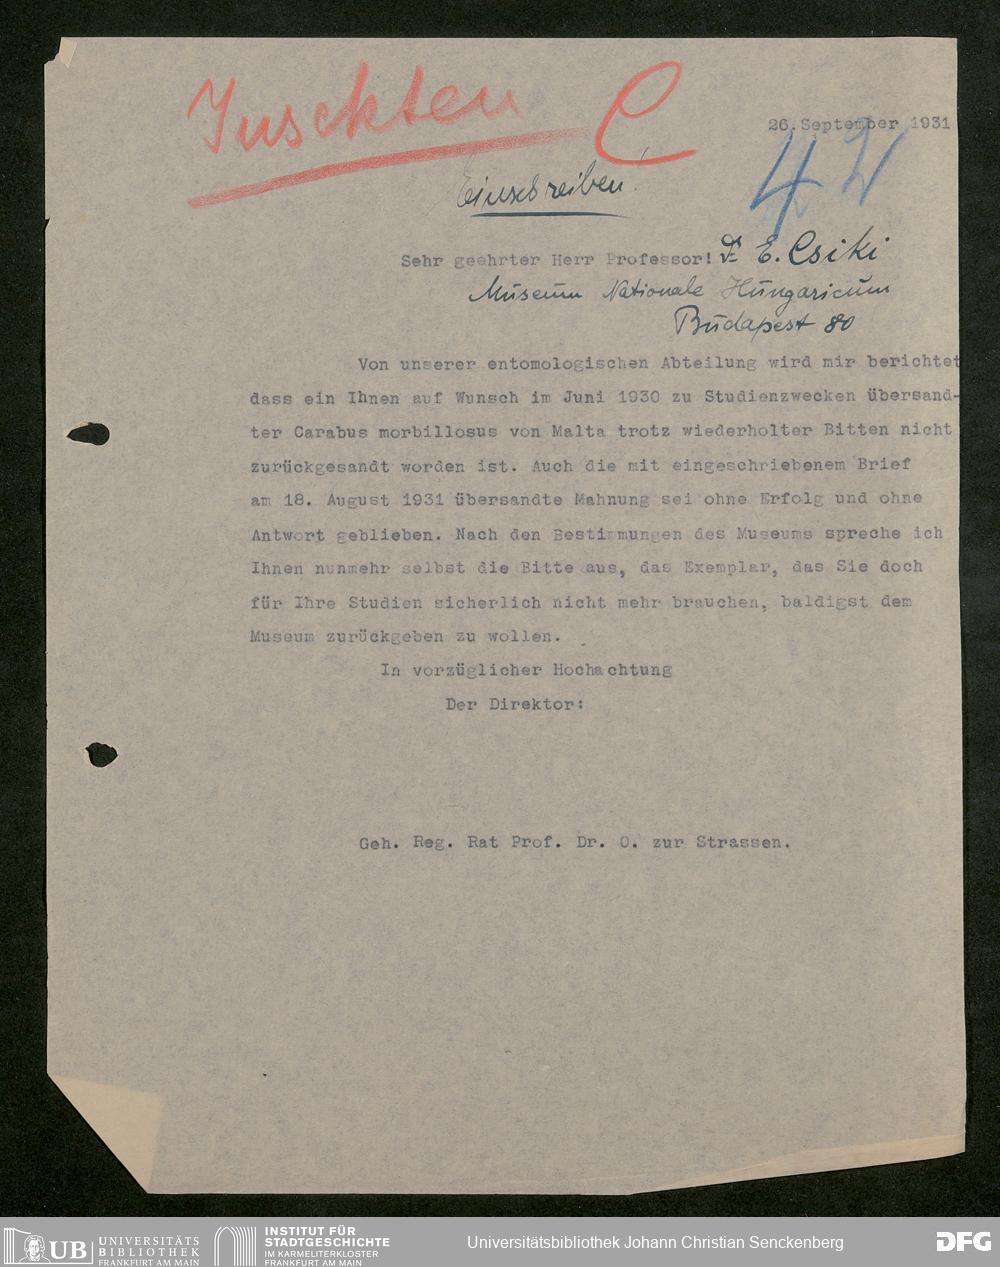 Insekten C
26.September 1931
42
Einschreiben!
Sehr geehrter Herr Professor! Dr. E. Csiki
Museum Nationale Hungaricum
Budapest 80
Von unserer entomologischen Abteilung wird mir berichtet
dass ein Ihnen auf Wunsch im Juni 1930 zu Studienzwecken übersand-
ter Carabus morbillosus von Malta trotz wiederholter Bitten nicht
zurückgesandt worden ist. Auch die mit eingeschriebenem Brief
am 18. August 1931 übersandte Mahnung sei ohne Erfolg und ohne
Antwort geblieben. Nach den Bestimmungen des Museums spreche ich
Ihnen nunmehr selbst die Bitte aus, das Exemplar, das Sie doch
für Ihre Studien sicherlich nicht mehr brauchen, baldigst dem
Museum zurückgeben zu wollen.
In vorzüglicher Hochachtung
Der Direktor:
Geh. Reg. Rat Prof. Dr. O. zur Strassen.
UB UNIVERSITÄTS
BIBLIOTHEK
FRANKFURT AM MAIN
INSTITUT FÜR
STADTGESCHICHTE
IM KARMELITERKLOSTER
FRANKFURT AM MAIN
Universitätsbibliothek Johann Christian Senckenberg
DFG